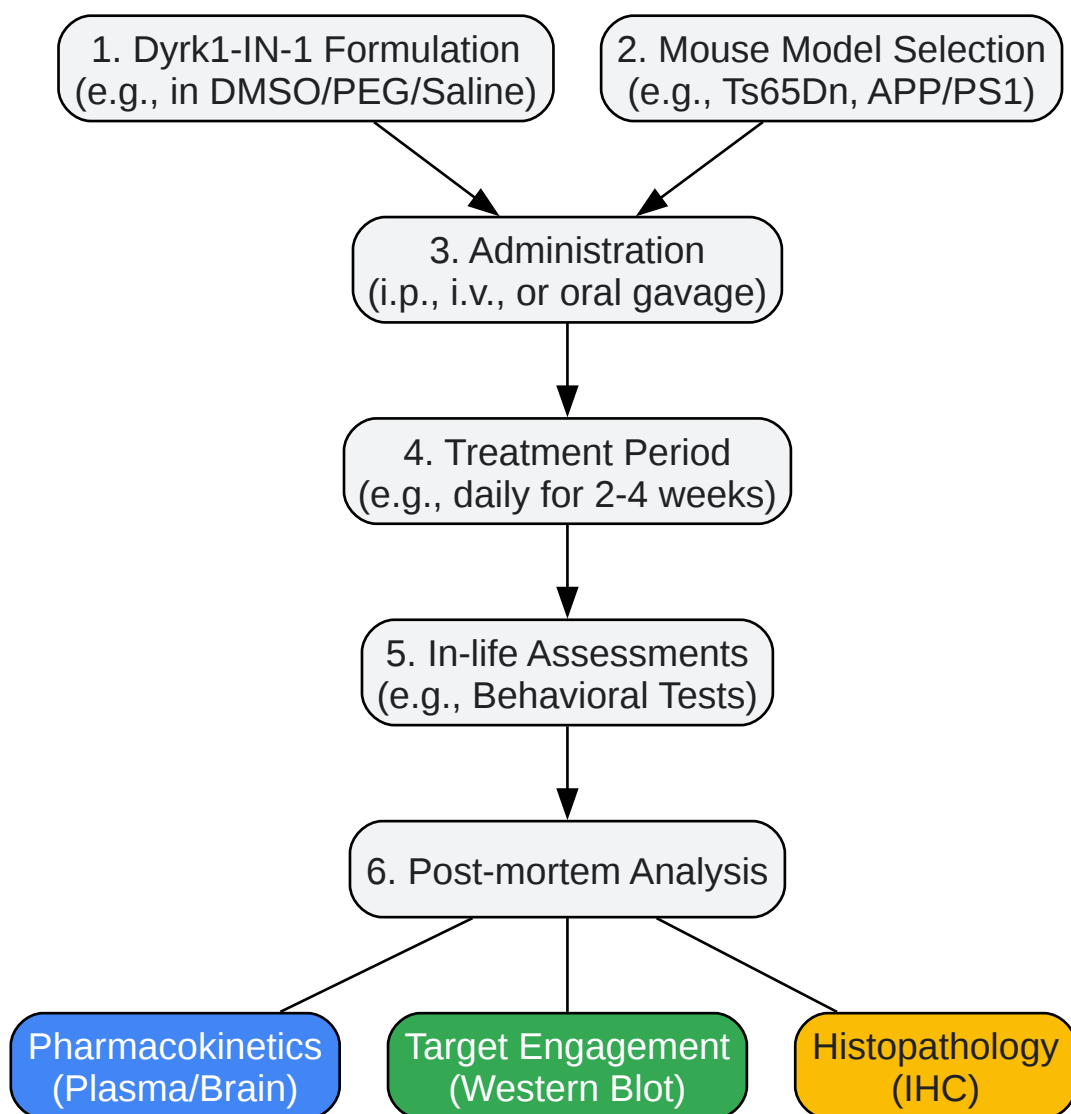 1. Dyrk1-IN-1 Formulation
(e.g., in DMSO/PEG/Saline)
2. Mouse Model Selection
(e.g., Ts65Dn, APP/PS1)
3. Administration
(i.p., i.v., or oral gavage)
4. Treatment Period
(e.g., daily for 2-4 weeks)
5. In-life Assessments
(e.g., Behavioral Tests)
6. Post-mortem Analysis
Pharmacokinetics
(Plasma/Brain)
Target Engagement
(Western Blot)
Histopathology
(IHC)